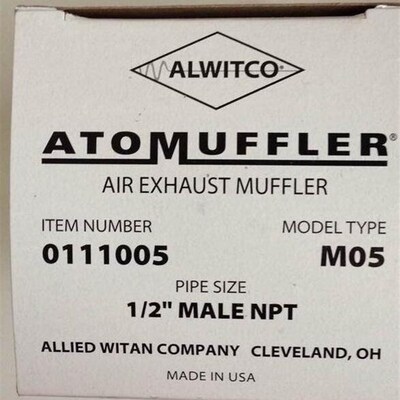 ALWITCO®
ATOMUFFLER®
AIR EXHAUST MUFFLER
ITEM NUMBER MODEL TYPE
0111005 M05
PIPE SIZE
1/2" MALE NPT
ALLIED WITAN COMPANY CLEVELAND, OH
MADE IN USA